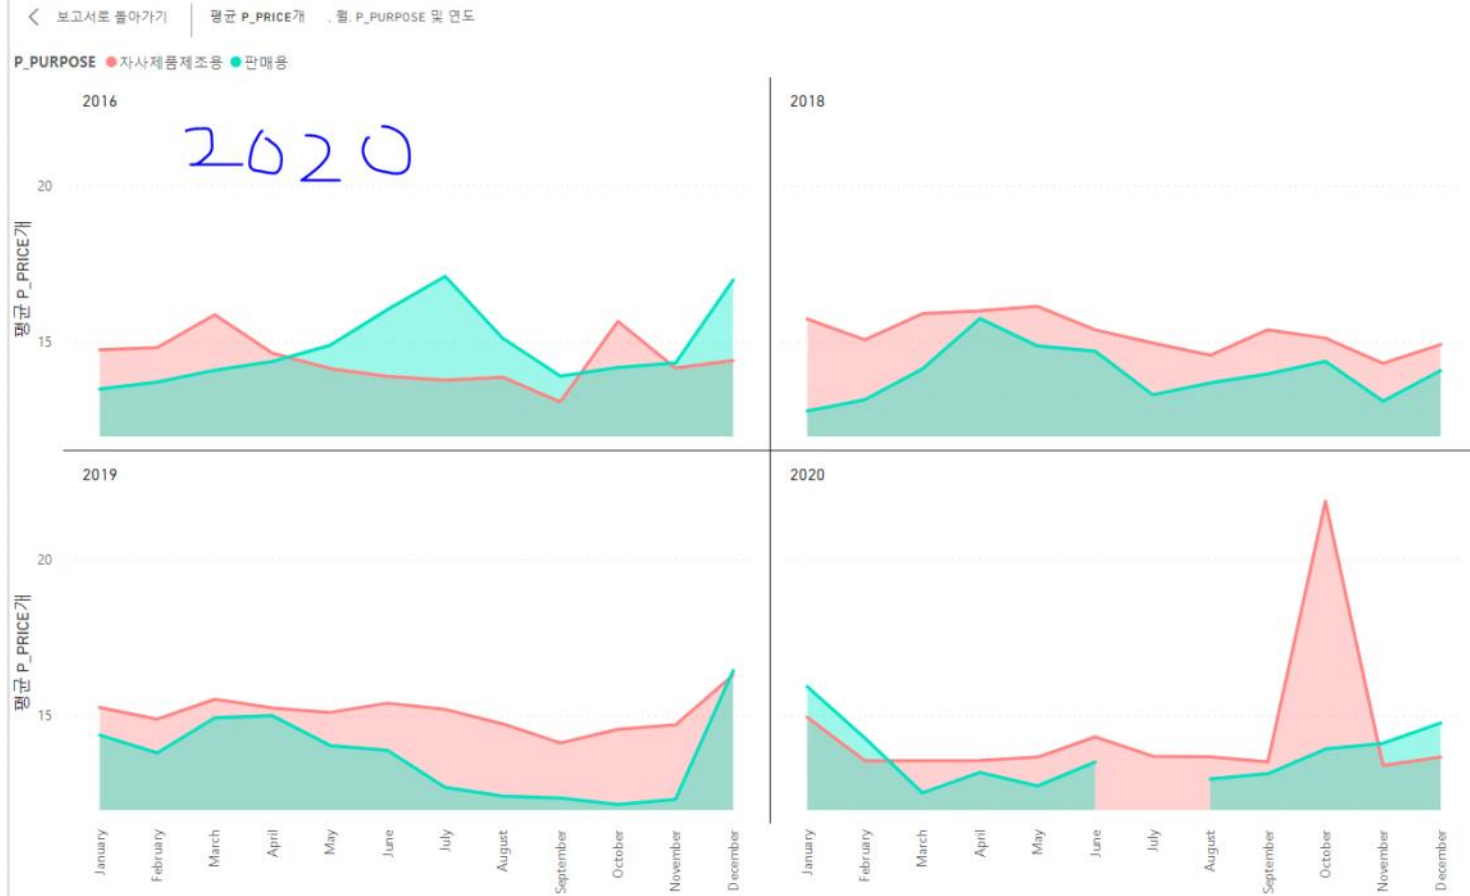 보고서로 돌아가기 평균 P_PRICE개 , 월, P_PURPOSE 및 연도
P_PURPOSE 자사제품제조용 판매용
2016 2018
2020
20
평균 P_PRICE개
15
2019 2020
20
평균 P_PRICE개
15
January February March April May June July August September October November December January February March April May June July August September October November December